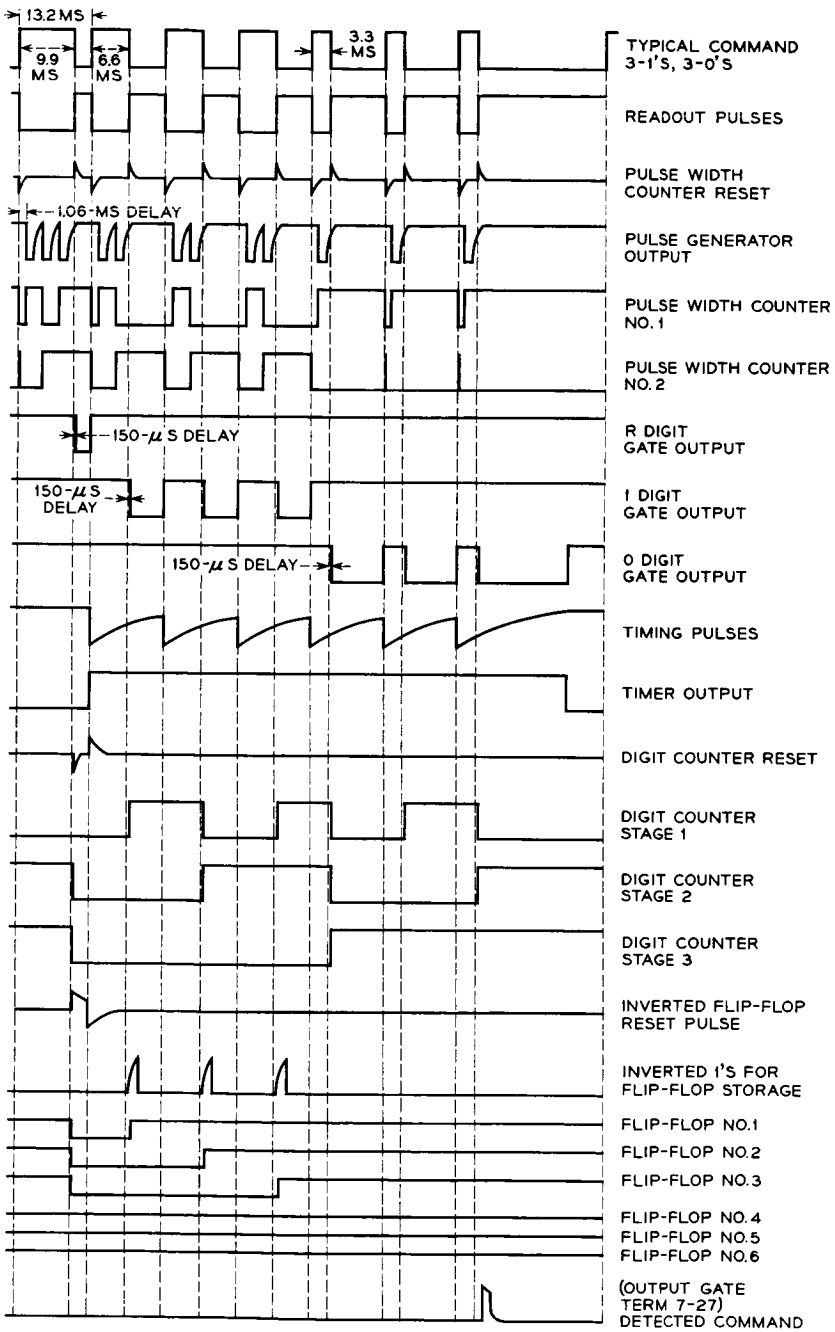 13.2 MS
9.9 MS
6.6 MS
3.3 MS
TYPICAL COMMAND
3-1'S, 3-0'S
READOUT PULSES
PULSE WIDTH
COUNTER RESET
1.06-MS DELAY
PULSE GENERATOR
OUTPUT
PULSE WIDTH COUNTER
NO.1
PULSE WIDTH COUNTER
NO.2
150-μS DELAY
R DIGIT
GATE OUTPUT
150-μS
DELAY
1 DIGIT
GATE OUTPUT
150-μS DELAY
0 DIGIT
GATE OUTPUT
TIMING PULSES
TIMER OUTPUT
DIGIT COUNTER RESET
DIGIT COUNTER
STAGE 1
DIGIT COUNTER
STAGE 2
DIGIT COUNTER
STAGE 3
INVERTED FLIP-FLOP
RESET PULSE
INVERTED 1'S FOR
FLIP-FLOP STORAGE
FLIP-FLOP NO.1
FLIP-FLOP NO.2
FLIP-FLOP NO.3
FLIP-FLOP NO.4
FLIP-FLOP NO.5
FLIP-FLOP NO.6
(OUTPUT GATE
TERM 7-27)
DETECTED COMMAND